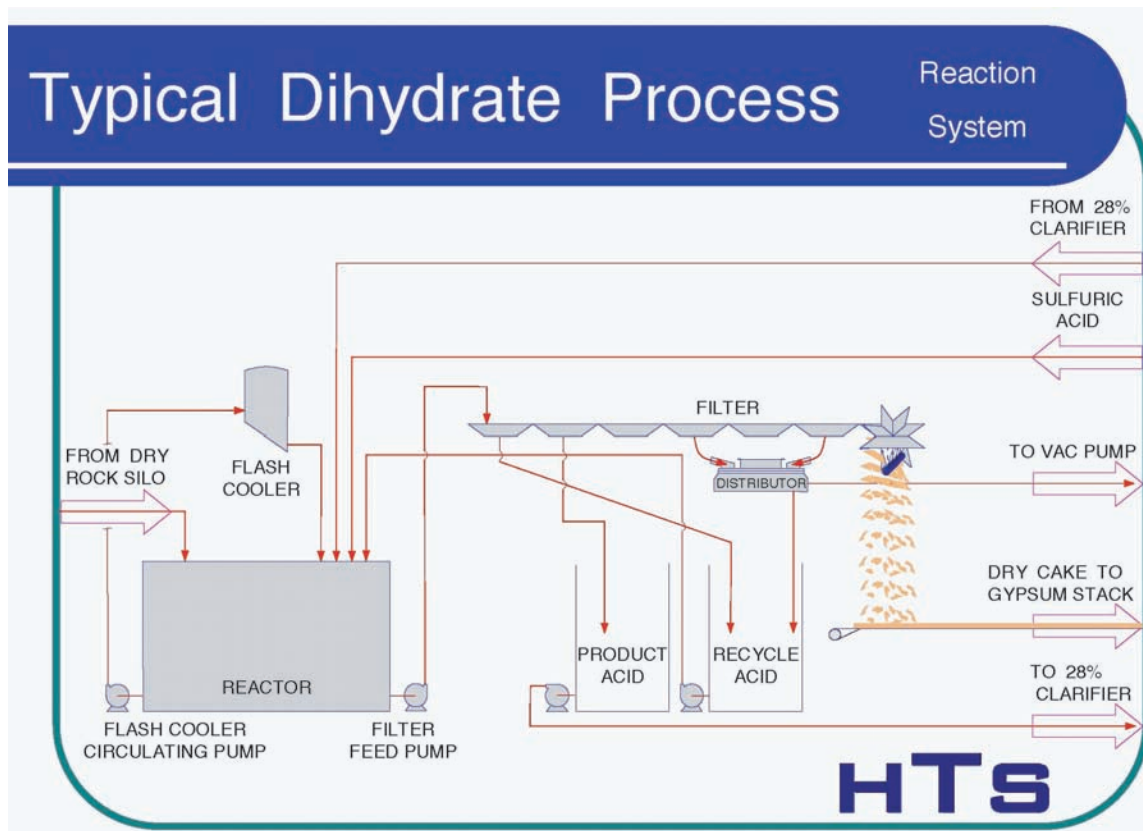 Typical Dihydrate Process
Reaction
System
FROM 28%
CLARIFIER
SULFURIC
ACID
FILTER
FROM DRY
ROCK SILO
FLASH
COOLER
TO VAC PUMP
DISTRIBUTOR
DRY CAKE TO
GYPSUM STACK
PRODUCT
ACID
RECYCLE
ACID
REACTOR
TO 28%
CLARIFIER
FLASH COOLER
CIRCULATING PUMP
FILTER
FEED PUMP
HTS